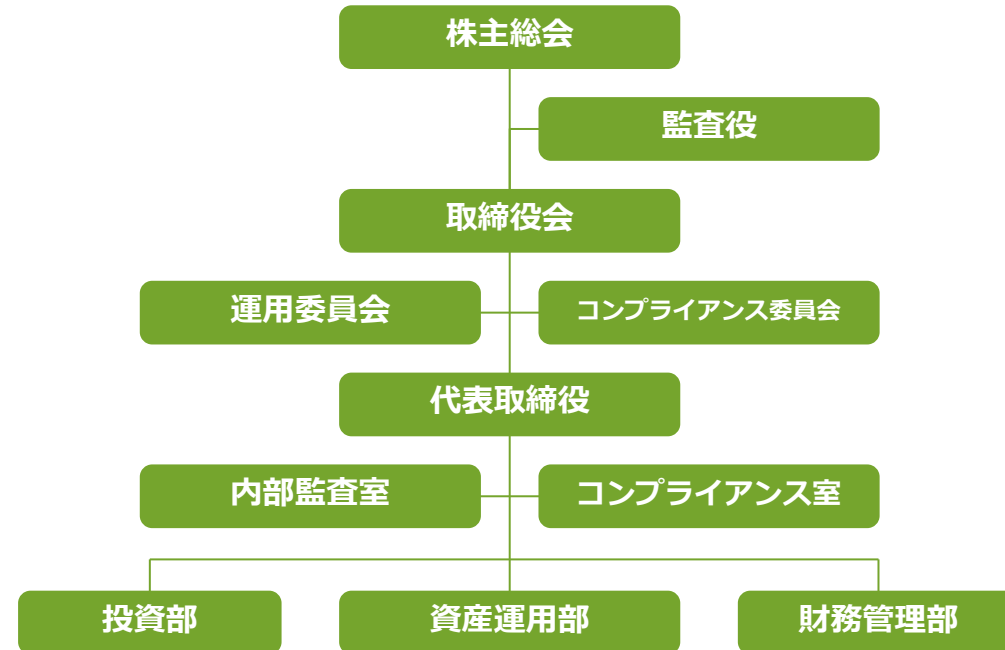 株主総会
監査役
取締役会
運用委員会
コンプライアンス委員会
代表取締役
内部監査室
コンプライアンス室
投資部
資産運用部
財務管理部